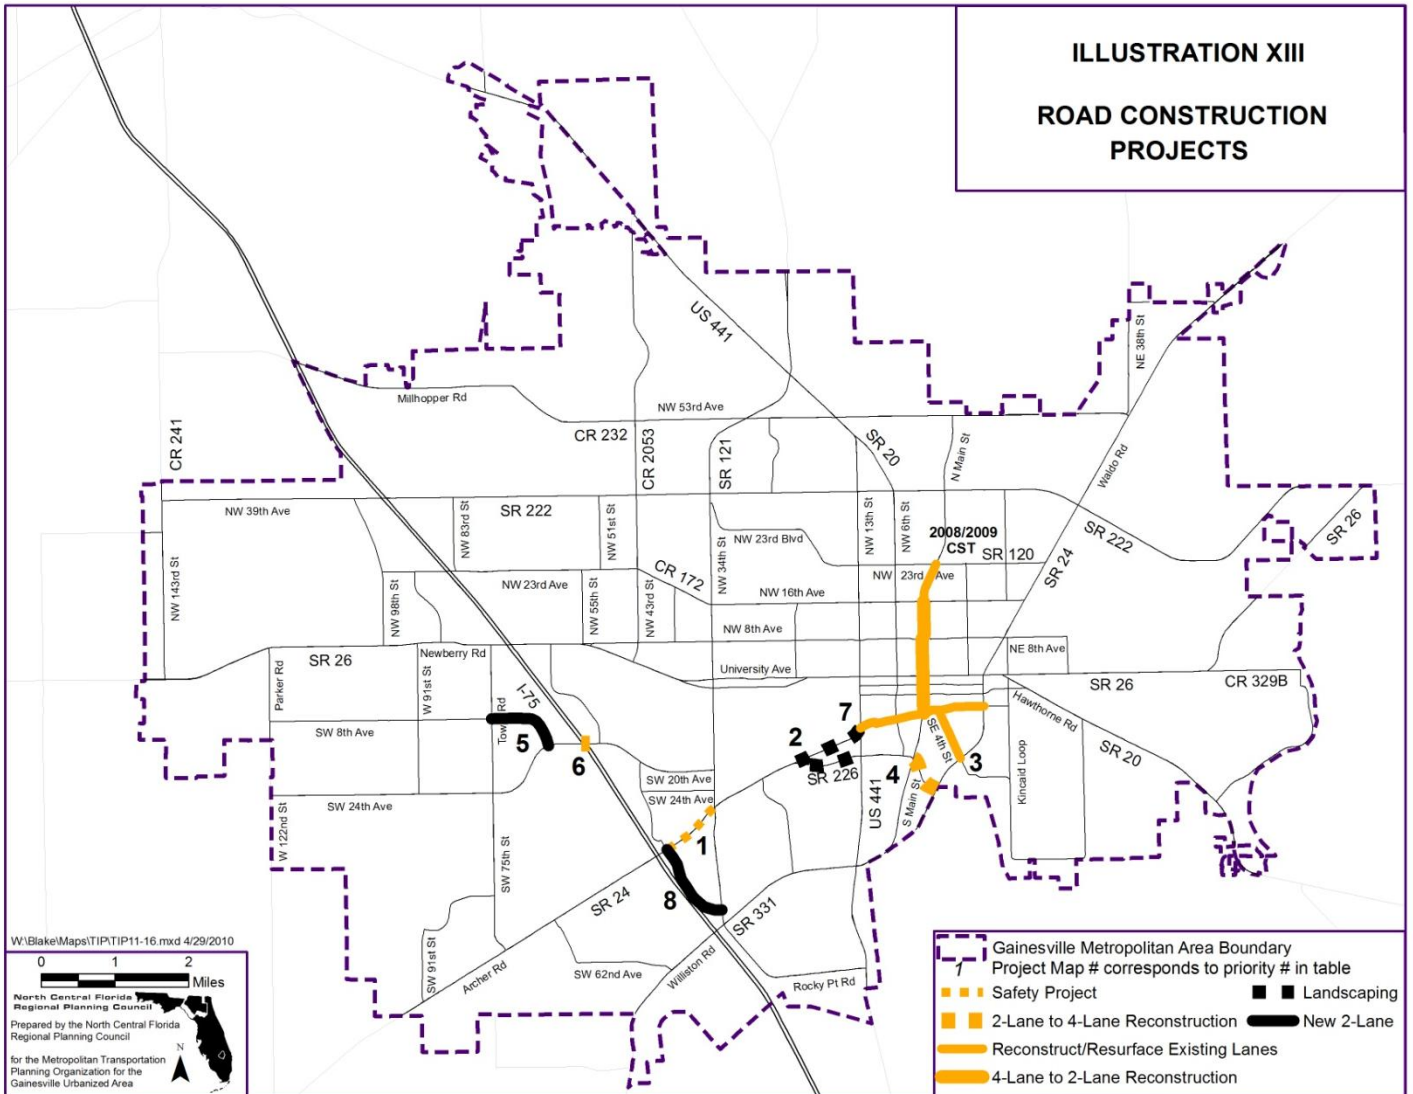 ILLUSTRATION XIII
ROAD CONSTRUCTION
PROJECTS
US 441
NE 38th St
Millhopper Rd
NW 53rd Ave
CR 232
CR 241
CR 2053
SR 121
SR 20
N Main St
Waldo Rd
NW 39th Ave
SR 222
NW 83rd St
NW 51st St
NW 13th St
NW 6th St
NW 23rd Blvd
NW 34th St
2008/2009
CST
SR 120
SR 24
SR 222
SR 26
NW 143rd St
NW 98th St
NW 23rd Ave
NW 55th St
NW 43rd St
CR 172
NW 16th Ave
NW 23rd Ave
NW 8th Ave
NE 8th Ave
Newberry Rd
SR 26
University Ave
SR 26
CR 329B
Parker Rd
W 91st St
I-75
Hawthorne Rd
SR 20
SW 8th Ave
5
6
7
2
SR 226
SE 4th St
3
4
Kincaid Loop
SW 20th Ave
SW 24th Ave
SW 24th Ave
W 122nd St
US 441
S Main St
1
SW 75th St
8
SR 24
SR 331
SW 91st St
Archer Rd
SW 62nd Ave
Williston Rd
Rocky Pt Rd
W:\Blake\Maps\TIP\TIP11-16.mxd 4/29/2010
0 1 2
Miles
North Central Florida
Regional Planning Council
Prepared by the North Central Florida
Regional Planning Council
N
for the Metropolitan Transportation
Planning Organization for the
Gainesville Urbanized Area
Gainesville Metropolitan Area Boundary
1 Project Map # corresponds to priority # in table
Safety Project
Landscaping
2-Lane to 4-Lane Reconstruction
New 2-Lane
Reconstruct/Resurface Existing Lanes
4-Lane to 2-Lane Reconstruction